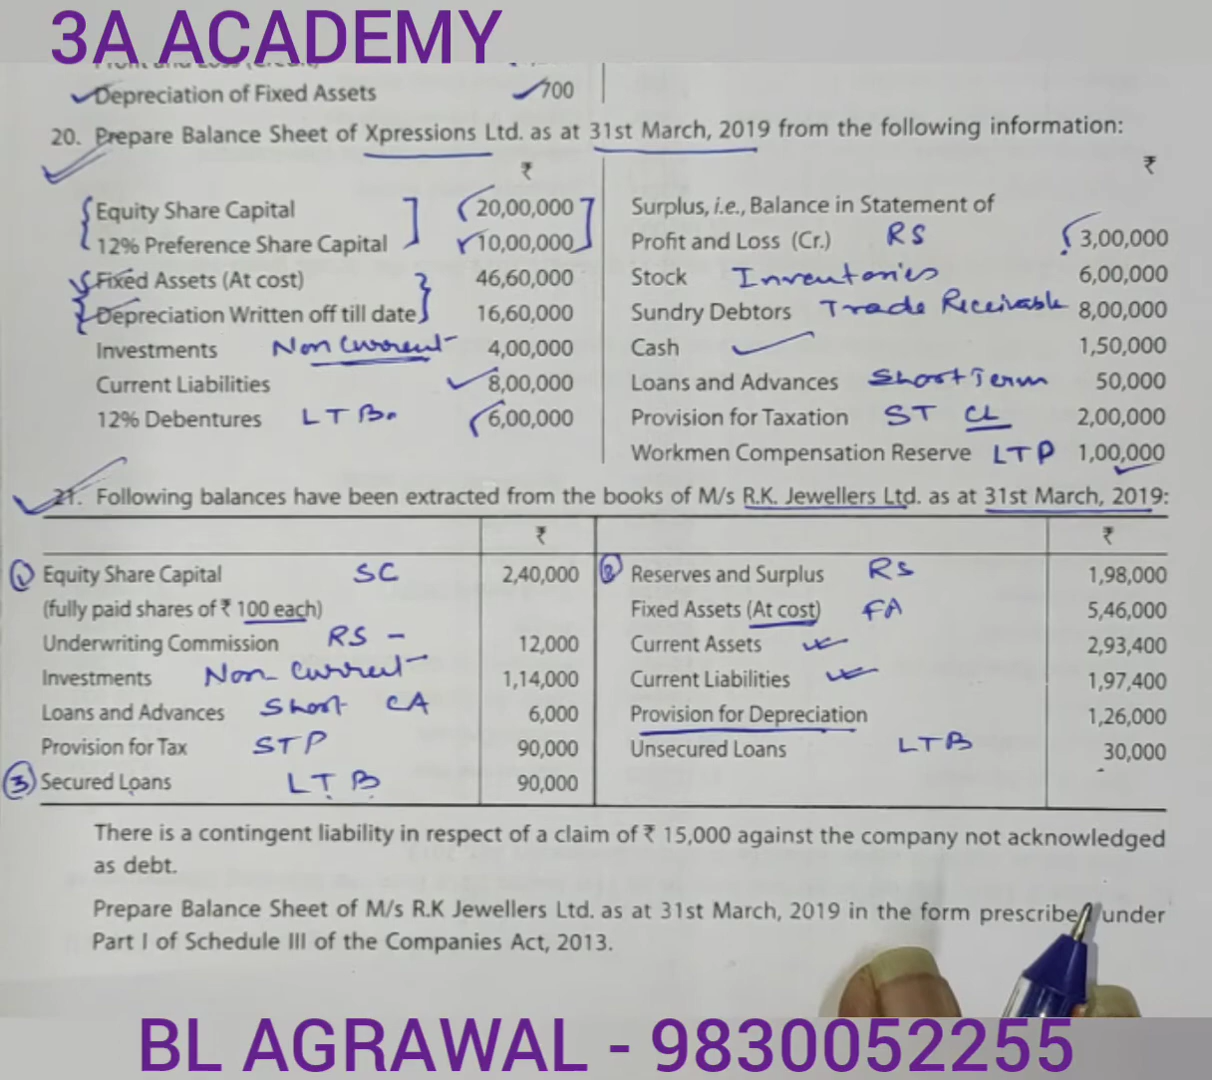 3A ACADEMY
Depreciation of Fixed Assets 700
20. Prepare Balance Sheet of Xpressions Ltd. as at 31st March, 2019 from the following information:
₹ ₹
Equity Share Capital 20,00,000 Surplus, i.e., Balance in Statement of
12% Preference Share Capital 10,00,000 Profit and Loss (Cr.) RS 3,00,000
Fixed Assets (At cost) 46,60,000 Stock Inventories 6,00,000
Depreciation Written off till date 16,60,000 Sundry Debtors Trade Receivable 8,00,000
Investments Non Current 4,00,000 Cash 1,50,000
Current Liabilities 8,00,000 Loans and Advances Short Term 50,000
12% Debentures LTB. 6,00,000 Provision for Taxation ST CL 2,00,000
Workmen Compensation Reserve LTP 1,00,000
21. Following balances have been extracted from the books of M/s R.K. Jewellers Ltd. as at 31st March, 2019:
₹ ₹
1 Equity Share Capital SC 2,40,000 2 Reserves and Surplus RS 1,98,000
(fully paid shares of ₹ 100 each) Fixed Assets (At cost) FA 5,46,000
Underwriting Commission RS - 12,000 Current Assets 2,93,400
Investments Non-Current 1,14,000 Current Liabilities 1,97,400
Loans and Advances Short CA 6,000 Provision for Depreciation 1,26,000
Provision for Tax STP 90,000 Unsecured Loans LTB 30,000
3 Secured Loans LTB 90,000
There is a contingent liability in respect of a claim of ₹ 15,000 against the company not acknowledged
as debt.
Prepare Balance Sheet of M/s R.K Jewellers Ltd. as at 31st March, 2019 in the form prescribed under
Part I of Schedule III of the Companies Act, 2013.
BL AGRAWAL - 9830052255